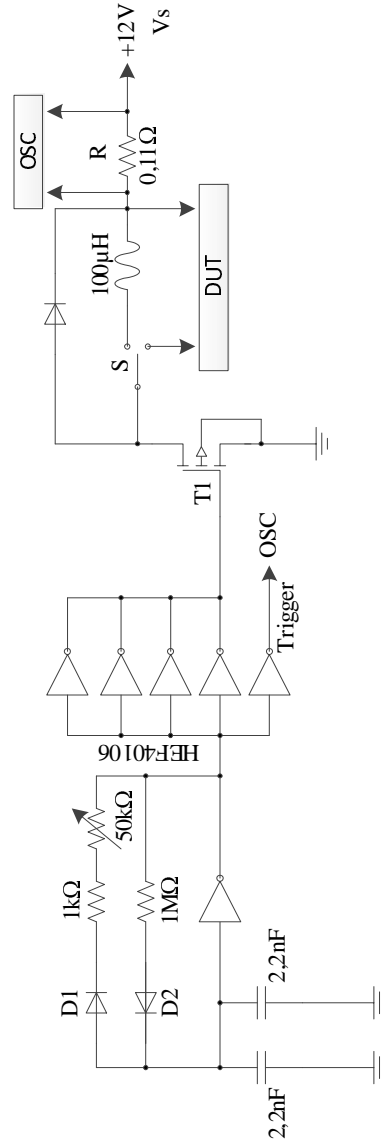 +12V
Vs
OSC
R
0,11Ω
100µH
DUT
S
T1
OSC
Trigger
HEF40106
50kΩ
1kΩ
1MΩ
D1
D2
2,2nF
2,2nF